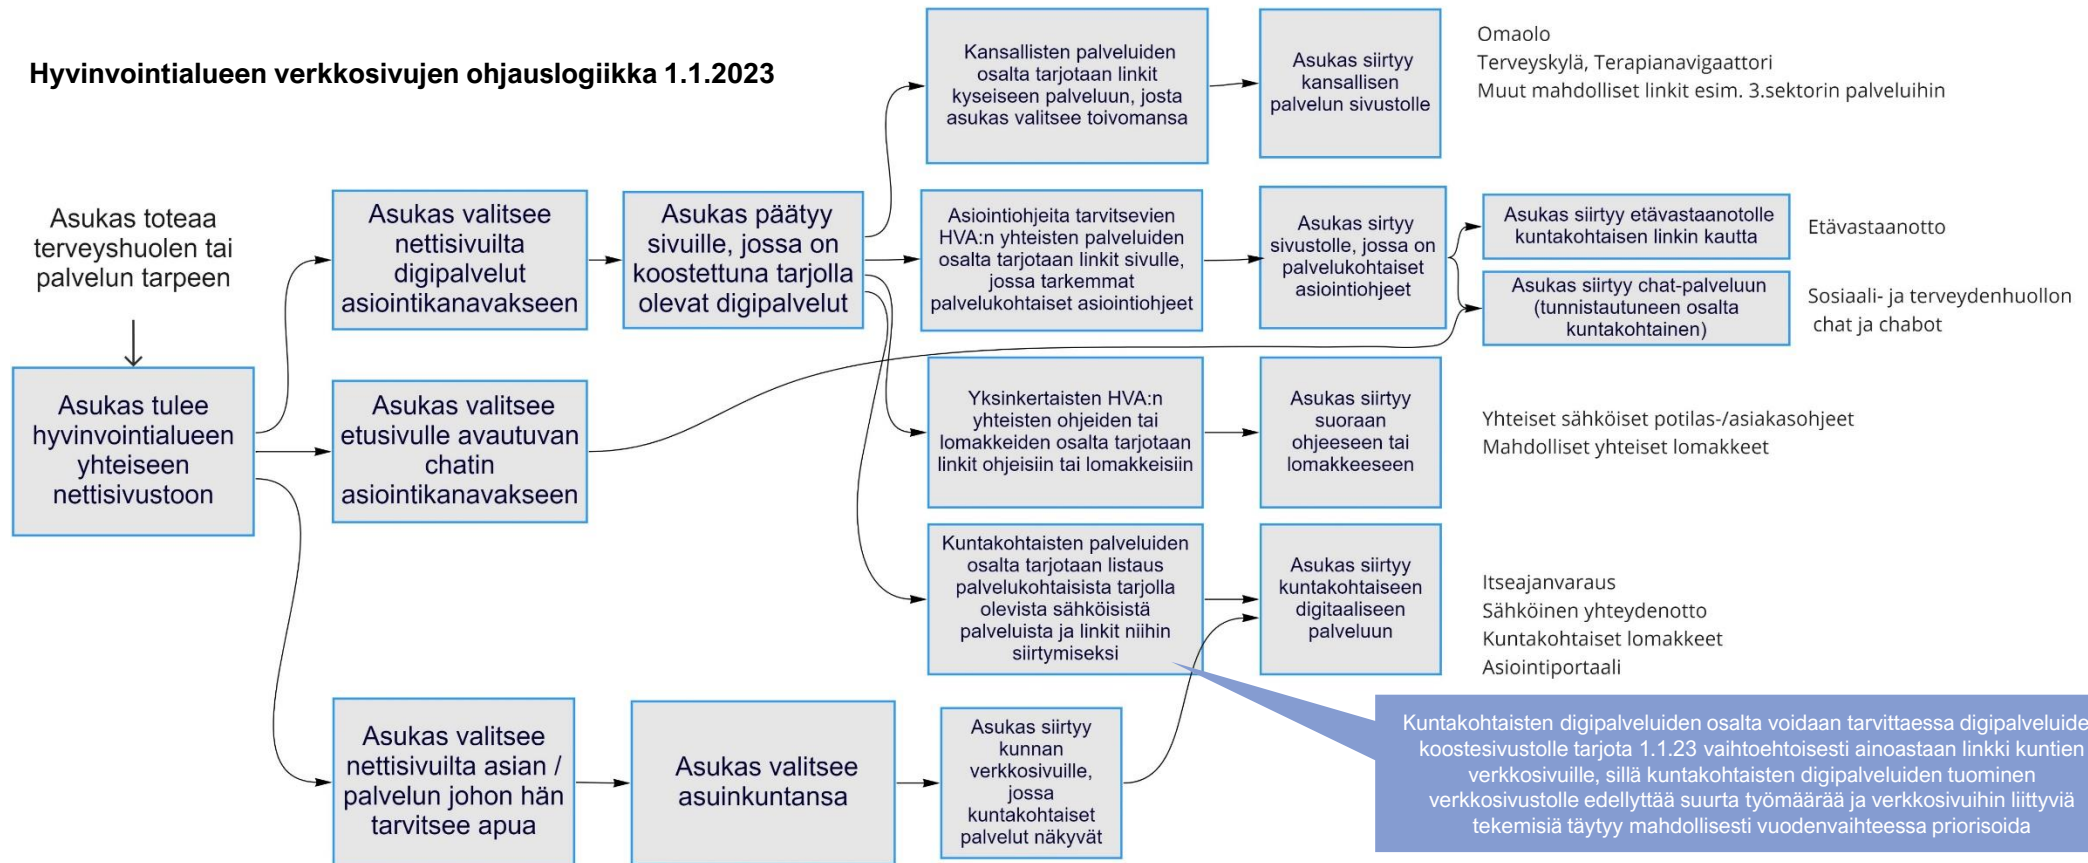 Hyvinvointialueen verkkosivujen ohjauslogiikka 1.1.2023
Asukas toteaa
terveyshuolen tai
palvelun tarpeen
Asukas tulee
hyvinvointialueen
yhteiseen
nettisivustoon
Asukas valitsee
nettisivuilta
digipalvelut
asiointikanavakseen
Asukas päätyy
sivuille, jossa on
koostettuna tarjolla
olevat digipalvelut
Asukas valitsee
etusivulle avautuvan
chatin
asiointikanavakseen
Asukas valitsee
nettisivuilta asian /
palvelun johon hän
tarvitsee apua
Asukas valitsee
asuinkuntansa
Asukas siirtyy
kunnan
verkkosivuille,
jossa
kuntakohtaiset
palvelut näkyvät
Kansallisten palveluiden
osalta tarjotaan linkit
kyseiseen palveluun, josta
asukas valitsee toivomansa
Asukas siirtyy
kansallisen
palvelun sivustolle
Omaolo
Terveyskylä, Terapianavigaattori
Muut mahdolliset linkit esim. 3.sektorin palveluihin
Asiointiohjeita tarvitsevien
HVA:n yhteisten palveluiden
osalta tarjotaan linkit sivulle,
jossa tarkemmat
palvelukohtaiset asiointiohjeet
Asukas sirtyy
sivustolle, jossa on
palvelukohtaiset
asiointiohjeet
Asukas siirtyy etävastaanotolle
kuntakohtaisen linkin kautta
Etävastaanotto
Asukas siirtyy chat-palveluun
(tunnistautuneen osalta
kuntakohtainen)
Sosiaali- ja terveydenhuollon
chat ja chabot
Yksinkertaisten HVA:n
yhteisten ohjeiden tai
lomakkeiden osalta tarjotaan
linkit ohjeisiin tai lomakkeisiin
Asukas siirtyy
suoraan
ohjeeseen tai
lomakkeeseen
Yhteiset sähköiset potilas-/asiakasohjeet
Mahdolliset yhteiset lomakkeet
Kuntakohtaisten palveluiden
osalta tarjotaan listaus
palvelukohtaisista tarjolla
olevista sähköisistä
palveluista ja linkit niihin
siirtymiseksi
Asukas siirtyy
kuntakohtaiseen
digitaaliseen
palveluun
Itseajanvaraus
Sähköinen yhteydenotto
Kuntakohtaiset lomakkeet
Asiointiportaali
Kuntakohtaisten digipalveluiden osalta voidaan tarvittaessa digipalveluide
koostesivustolle tarjota 1.1.23 vaihtoehtoisesti ainoastaan linkki kuntien
verkkosivuille, sillä kuntakohtaisten digipalveluiden tuominen
verkkosivustolle edellyttää suurta työmäärää ja verkkosivuihin liittyviä
tekemisiä täytyy mahdollisesti vuodenvaihteessa priorisoida